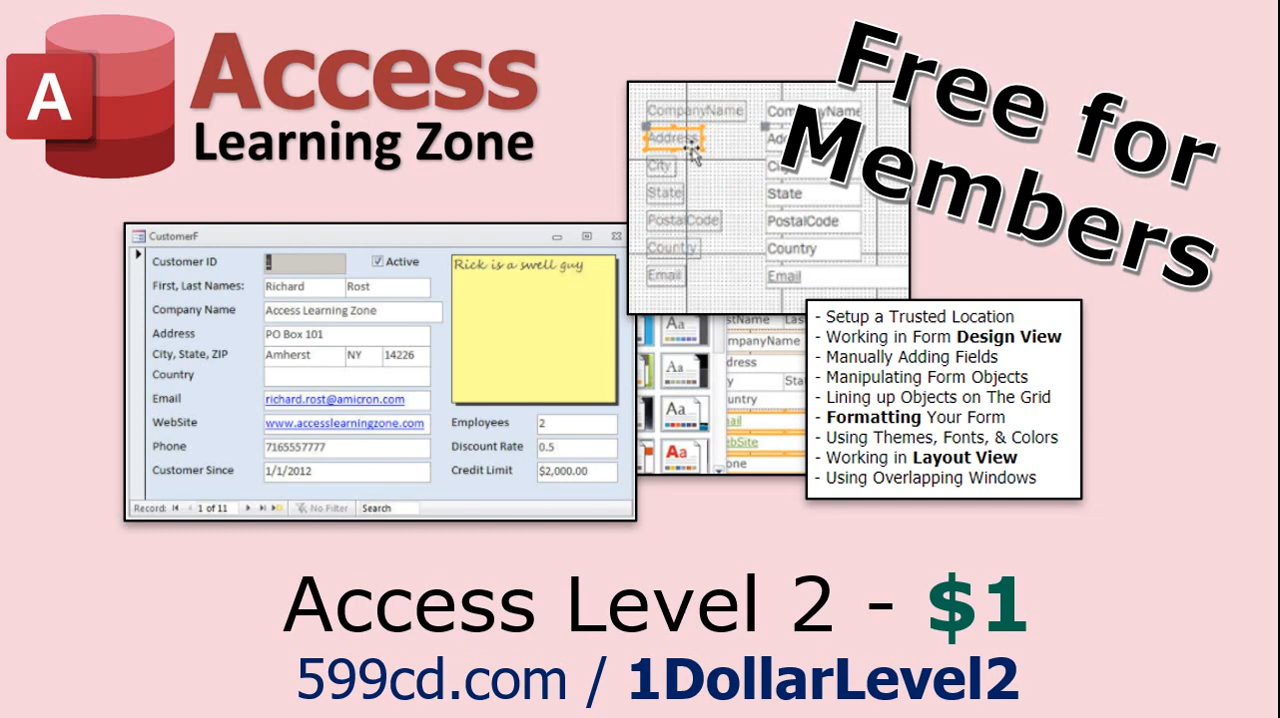 A
Access
Learning Zone
Free for
Members
CompanyName CompanyName
Address
City
State State
PostalCode PostalCode
Country Country
Email Email
CustomerF
Customer ID Active
First, Last Names: Richard Rost
Company Name Access Learning Zone
Address PO Box 101
City, State, ZIP Amherst NY 14226
Country
Email richard.rost@amicron.com
WebSite www.accesslearningzone.com
Phone 7165557777
Customer Since 1/1/2012
Rick is a swell guy
Employees 2
Discount Rate 0.5
Credit Limit $2,000.00
Record: 1 of 11 No Filter Search
Aa
Aa
Aa
Aa
- Setup a Trusted Location
- Working in Form Design View
- Manually Adding Fields
- Manipulating Form Objects
- Lining up Objects on The Grid
- Formatting Your Form
- Using Themes, Fonts, & Colors
- Working in Layout View
- Using Overlapping Windows
Access Level 2 - $1
599cd.com / 1DollarLevel2